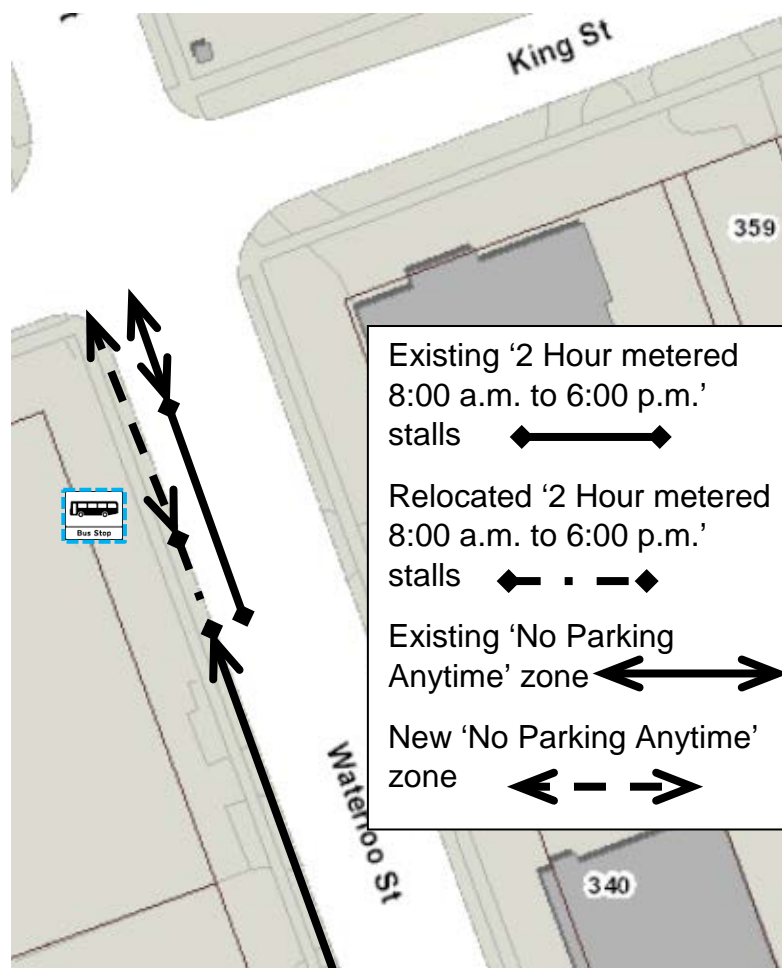 King St
359
Existing ‘2 Hour metered
8:00 a.m. to 6:00 p.m.’
stalls
Relocated ‘2 Hour metered
8:00 a.m. to 6:00 p.m.’
stalls
Existing ‘No Parking
Anytime’ zone
New ‘No Parking Anytime’
zone
Bus Stop
Waterloo St
340